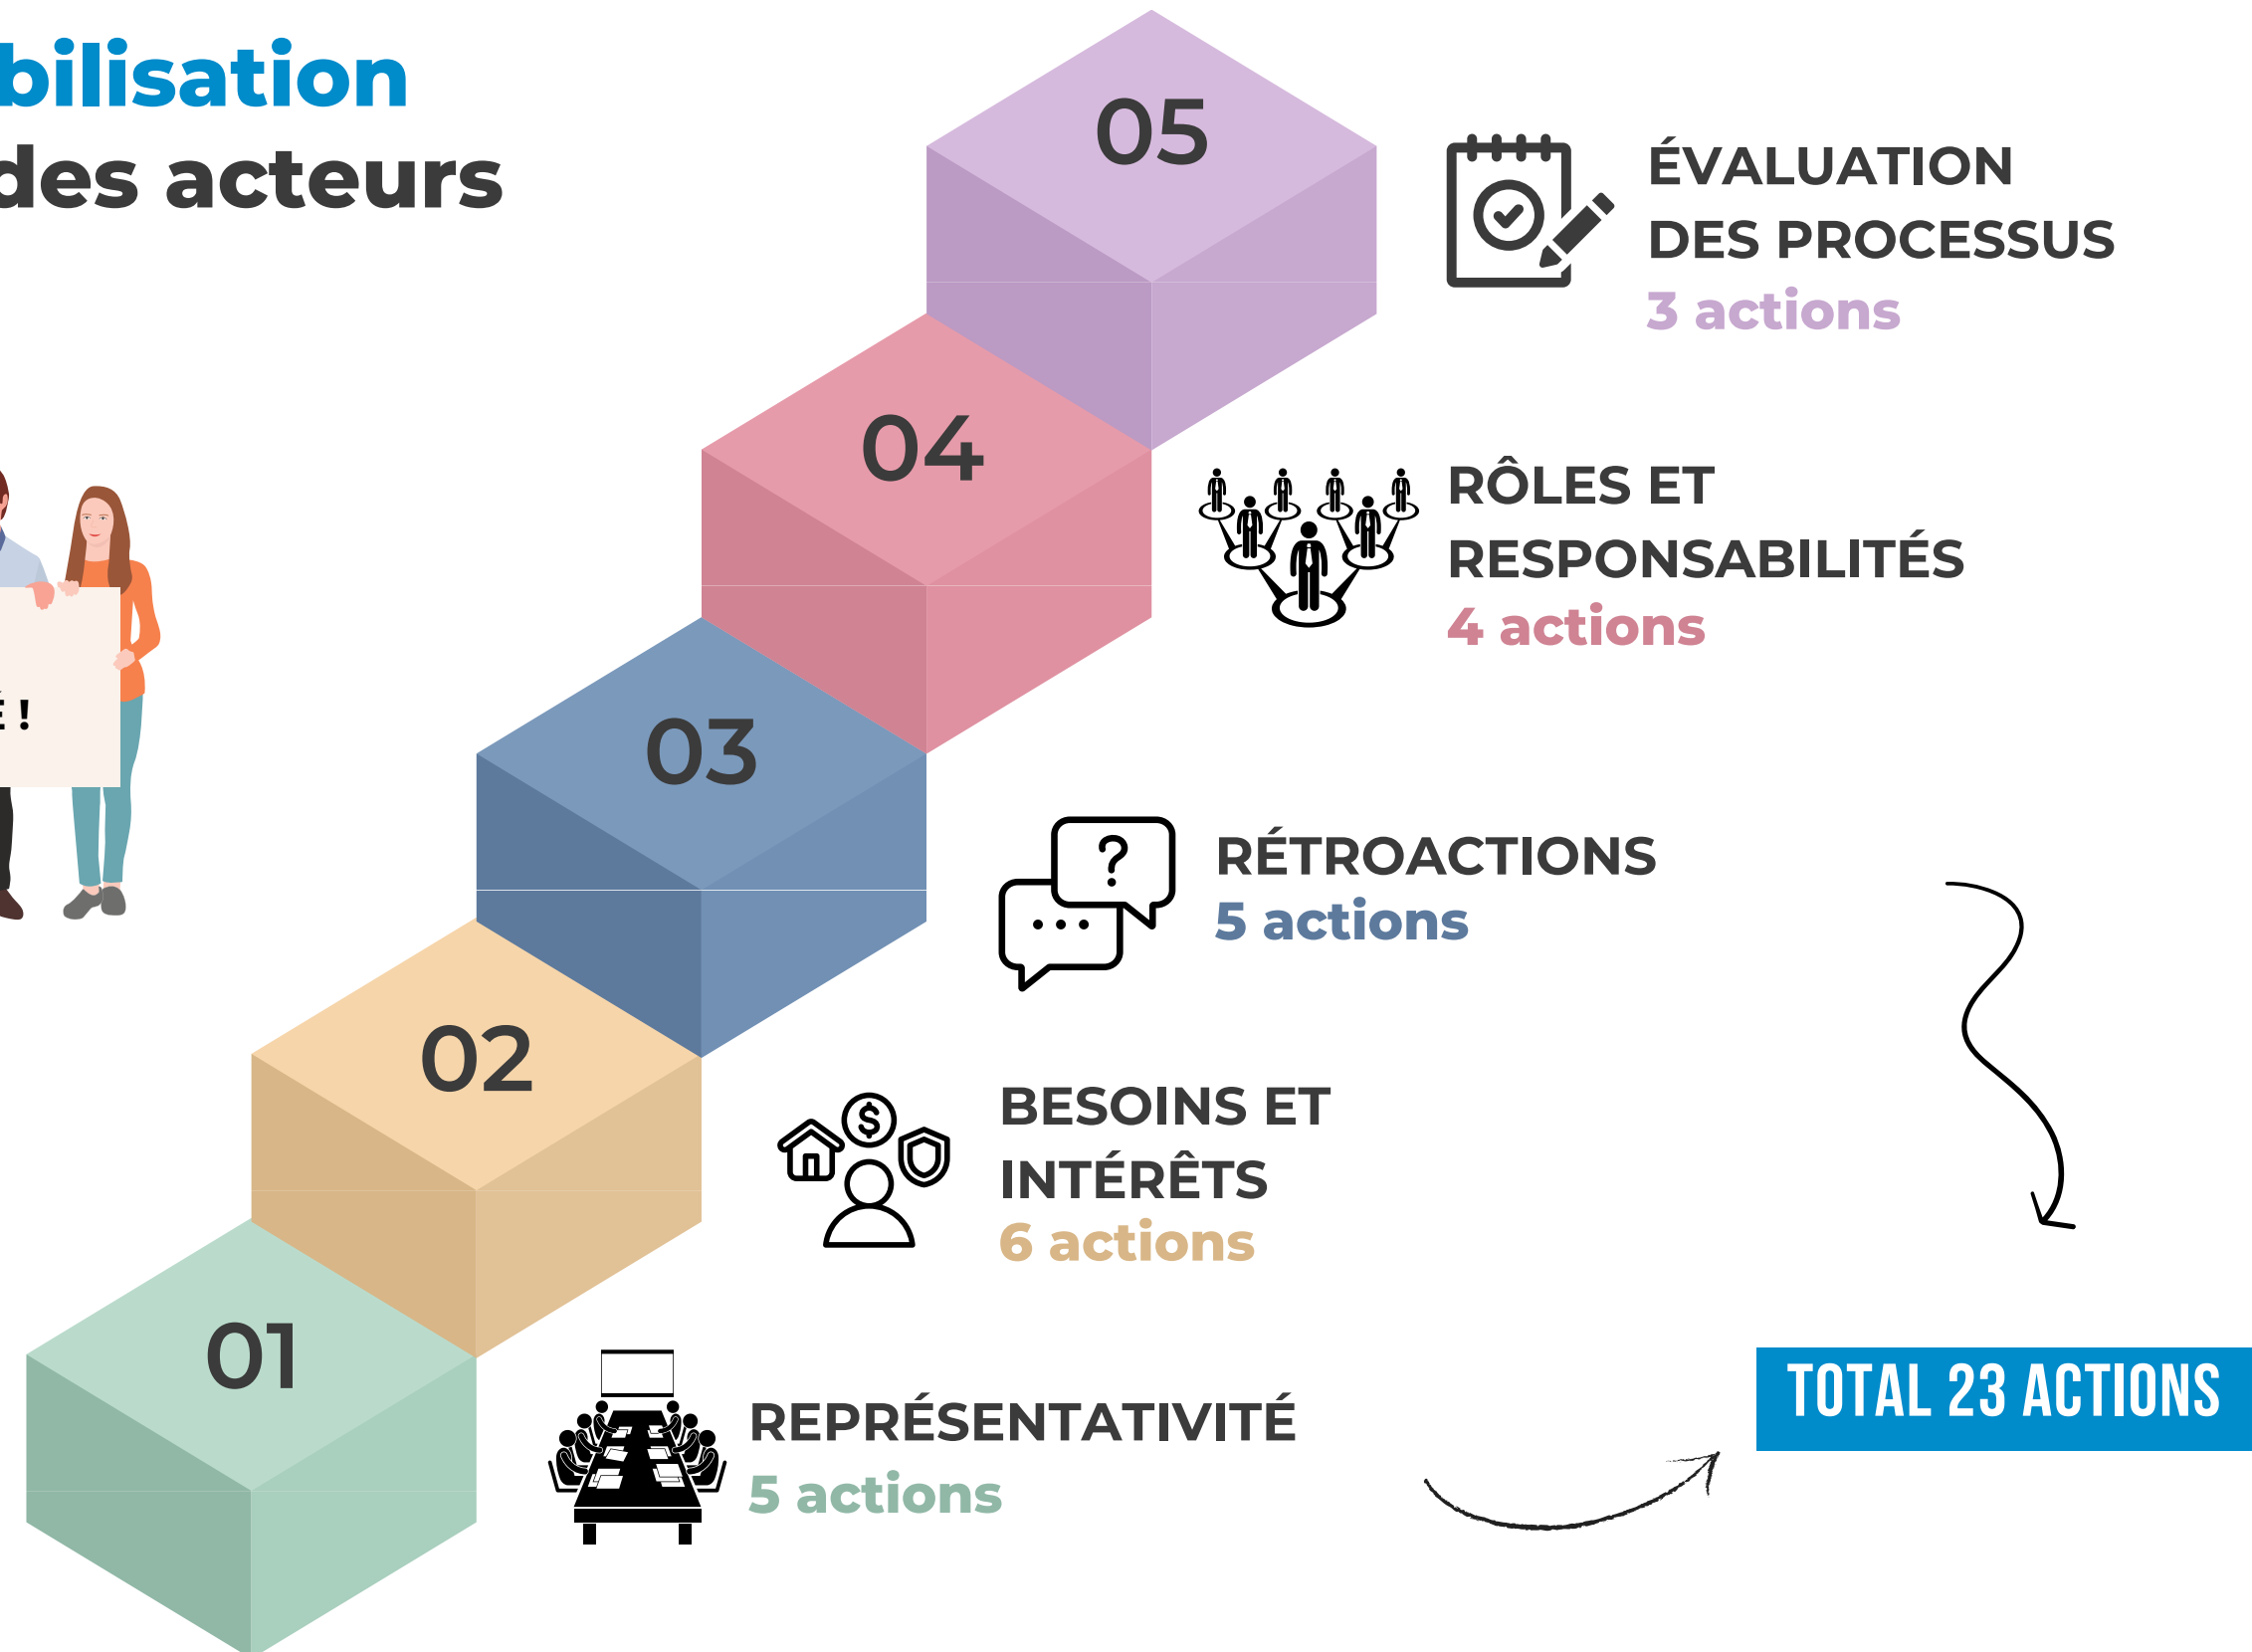 bilisation
des acteurs
05
ÉVALUATION
DES PROCESSUS
3 actions
04
RÔLES ET
RESPONSABILITÉS
4 actions
!
03
RÉTROACTIONS
5 actions
02
BESOINS ET
INTÉRÊTS
6 actions
01
REPRÉSENTATIVITÉ
5 actions
TOTAL 23 ACTIONS